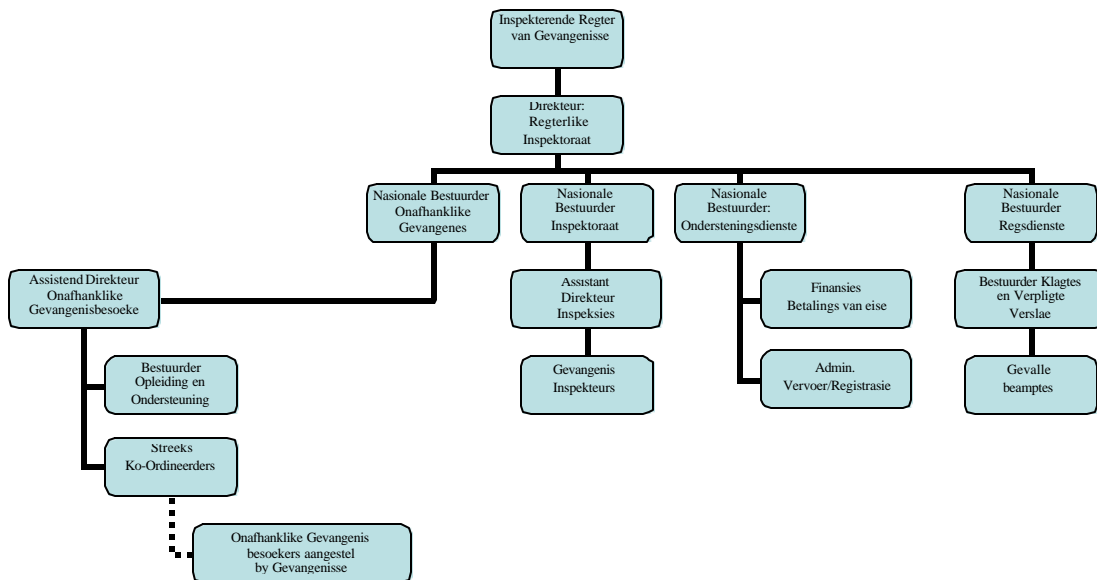 Inspekterende Regter
van Gevangenisse
Direkteur:
Regterlike
Inspektoraat
Nasionale Bestuurder
Onafhanklike
Gevangenes
Nasionale
Bestuurder
Inspektoraat
Nasionale
Bestuurder:
Ondersteningsdienste
Nasionale
Bestuurder
Regsdienste
Assistend Direkteur
Onafhanklike
Gevangenisbesoeke
Assistant
Direkteur
Inspeksies
Finansies
Betalings van eise
Bestuurder Klagtes
en Verpligte
Verslae
Bestuurder
Opleiding en
Ondersteuning
Gevangenis
Inspekteurs
Admin.
Vervoer/Registrasie
Gevalle
beamptes
Streeks
Ko-Ordineerders
Onafhanklike Gevangenis
besoekers aangestel
by Gevangenisse